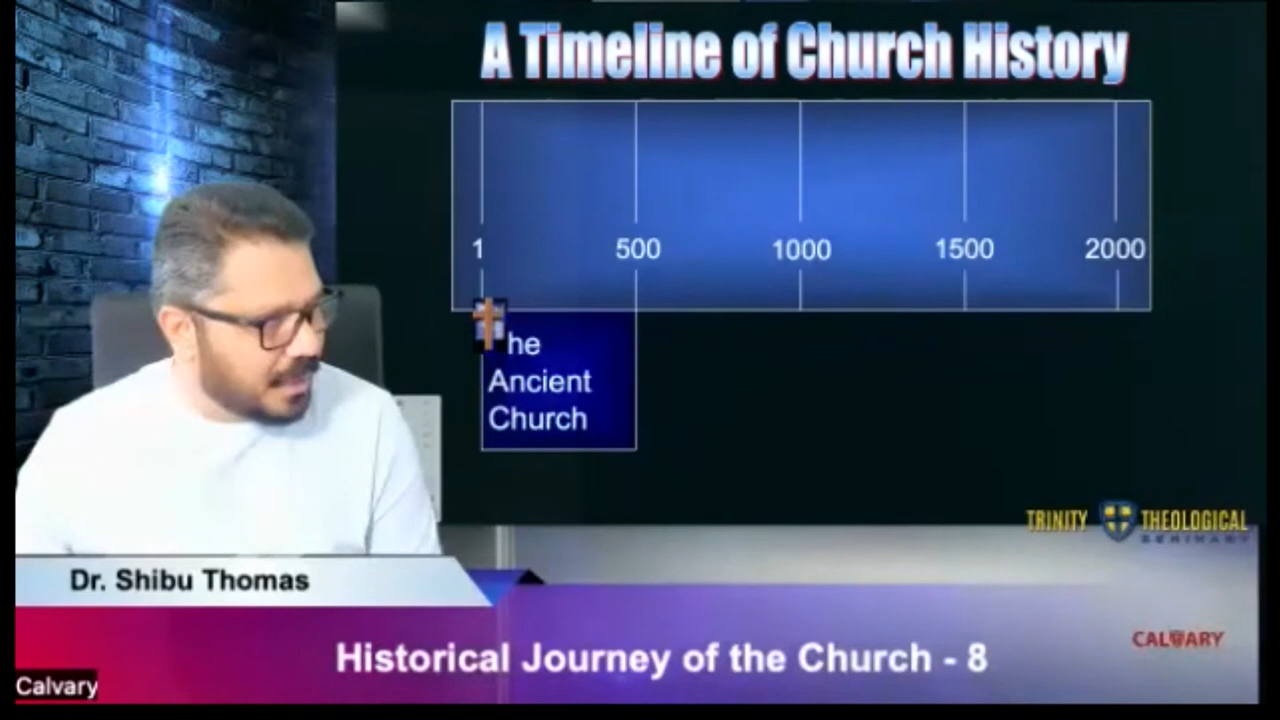 A Timeline of Church History
1 500 1000 1500 2000
he
Ancient
Church
TRINITY THEOLOGICAL
SEMINARY
Dr. Shibu Thomas
CALVARY
Historical Journey of the Church - 8
Calvary